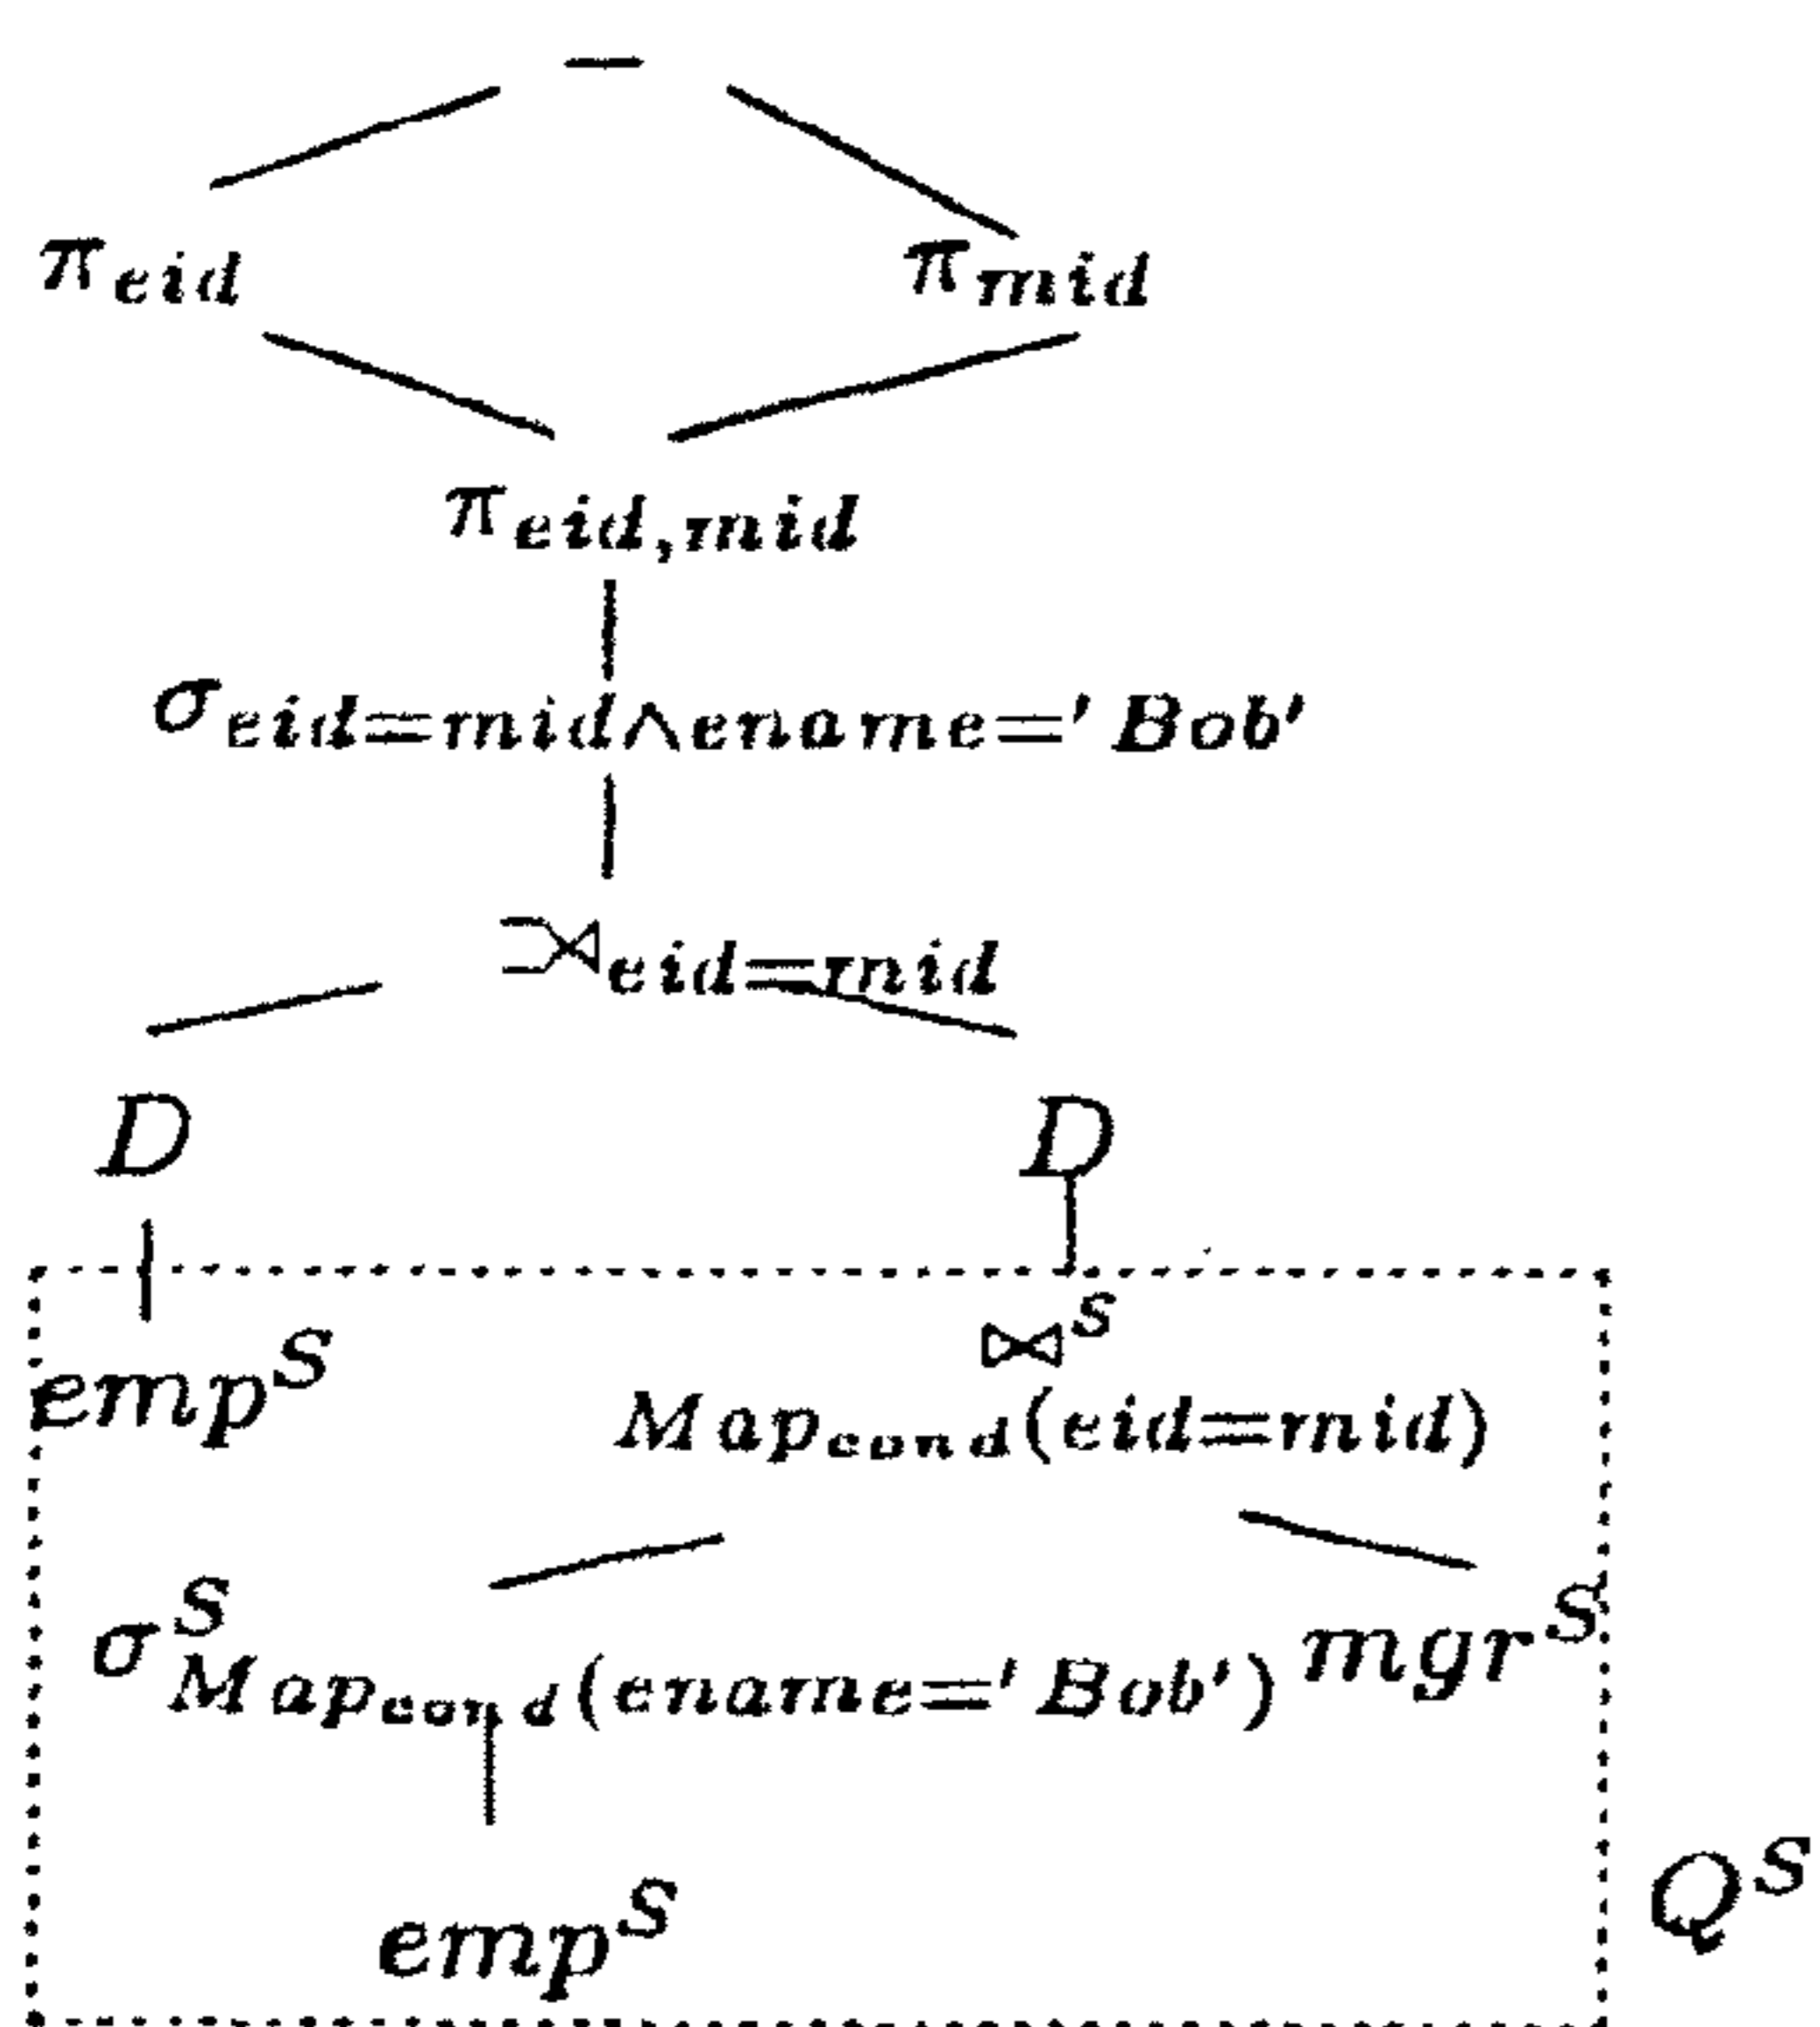 −
π_eid π_mid
π_eid,mid
σ_eid=mid∧ename='Bob'
⟕_eid=mid
D D
emp^S ⋈^S
Map_cond(eid=mid)
σ^S_Map_cond(ename='Bob') mgr^S
emp^S Q^S